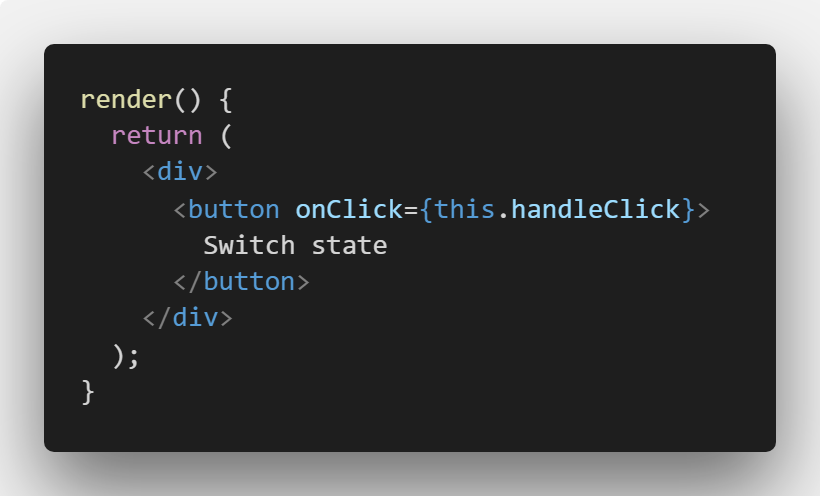 render() {
  return (
    <div>
      <button onClick={this.handleClick}>
        Switch state
      </button>
    </div>
  );
}